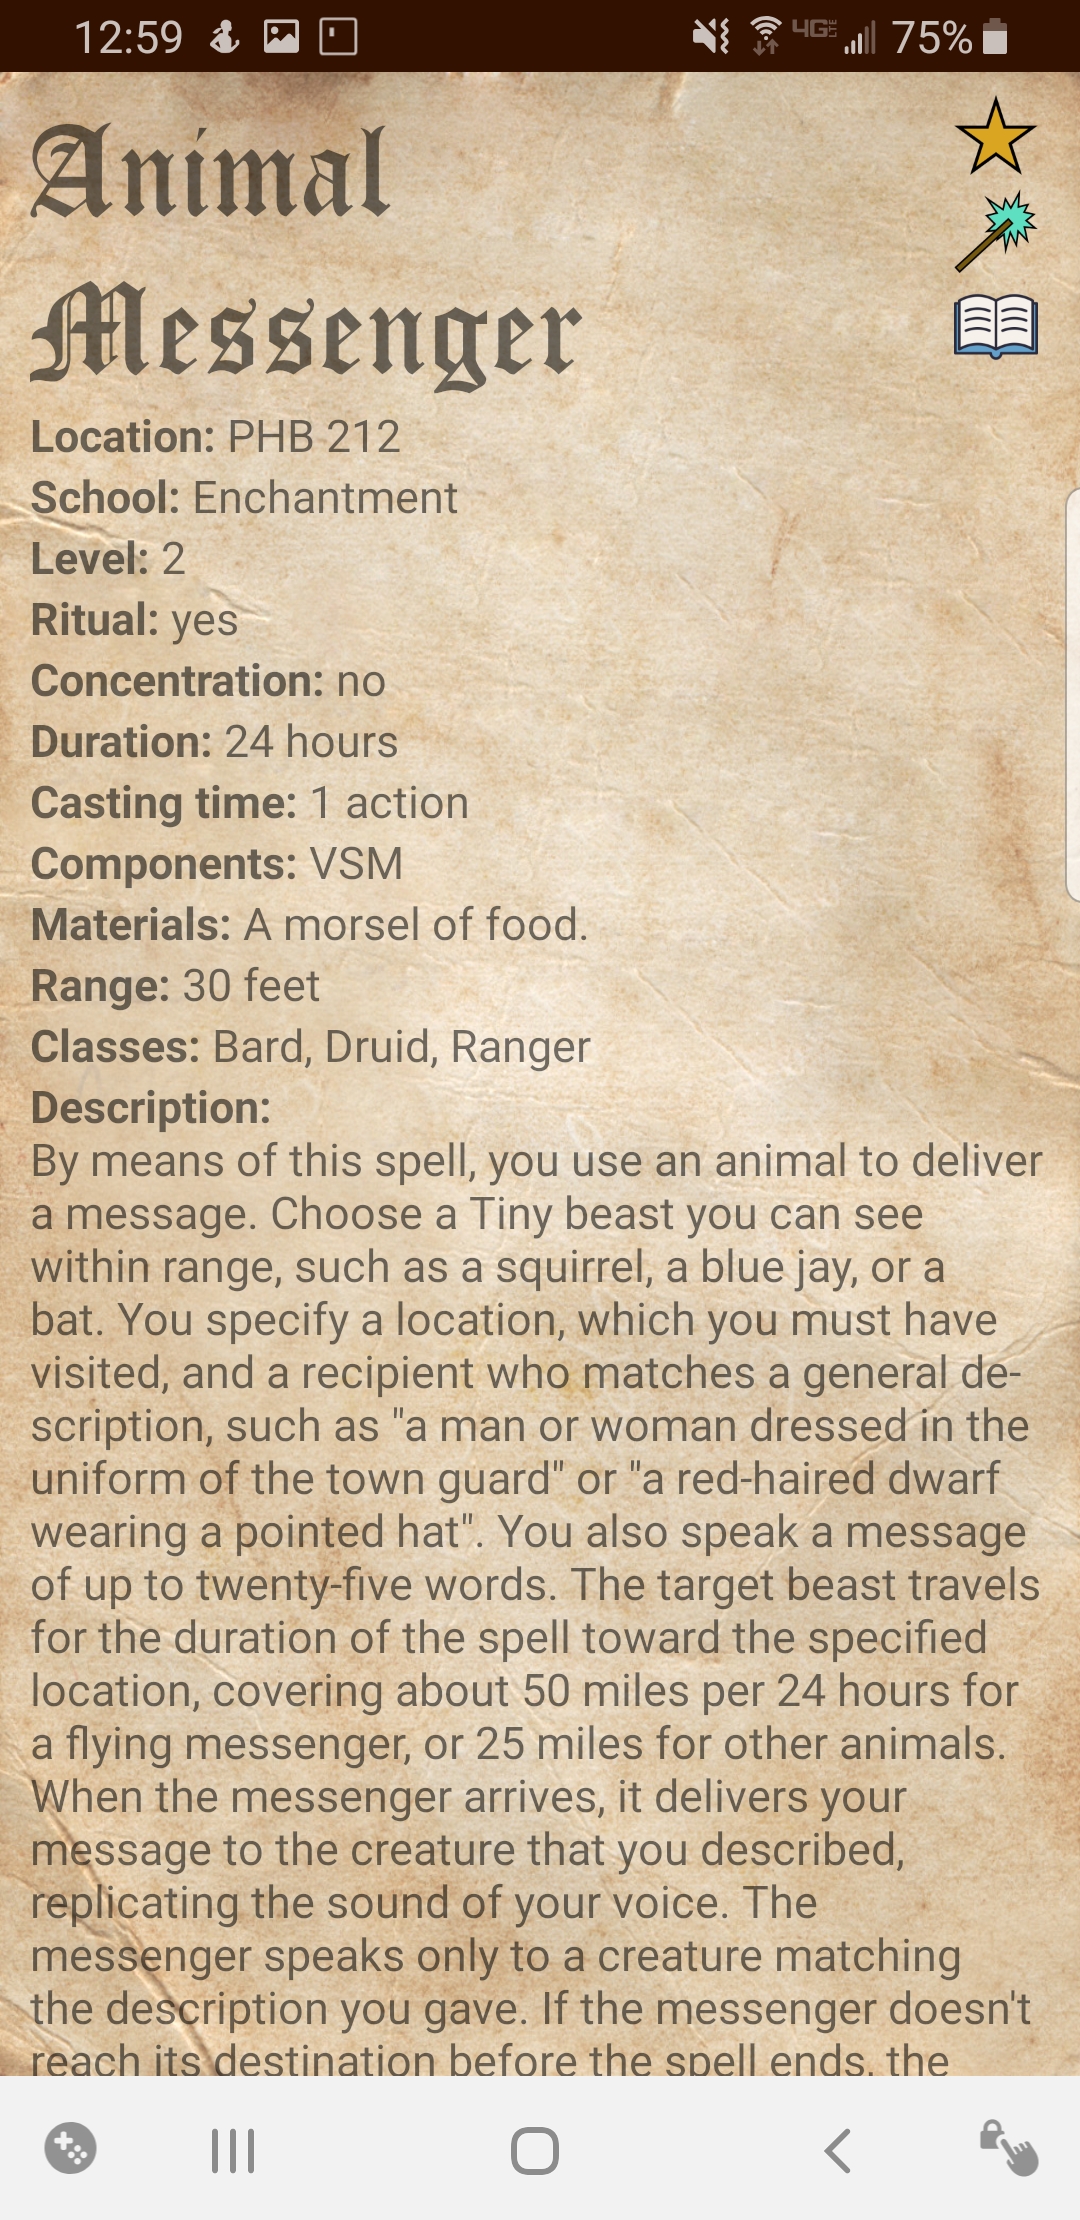 12:59 4G LTE 75%
Animal
Messenger
Location: PHB 212
School: Enchantment
Level: 2
Ritual: yes
Concentration: no
Duration: 24 hours
Casting time: 1 action
Components: VSM
Materials: A morsel of food.
Range: 30 feet
Classes: Bard, Druid, Ranger
Description:
By means of this spell, you use an animal to deliver
a message. Choose a Tiny beast you can see
within range, such as a squirrel, a blue jay, or a
bat. You specify a location, which you must have
visited, and a recipient who matches a general de-
scription, such as "a man or woman dressed in the
uniform of the town guard" or "a red-haired dwarf
wearing a pointed hat". You also speak a message
of up to twenty-five words. The target beast travels
for the duration of the spell toward the specified
location, covering about 50 miles per 24 hours for
a flying messenger, or 25 miles for other animals.
When the messenger arrives, it delivers your
message to the creature that you described,
replicating the sound of your voice. The
messenger speaks only to a creature matching
the description you gave. If the messenger doesn't
reach its destination before the spell ends, the